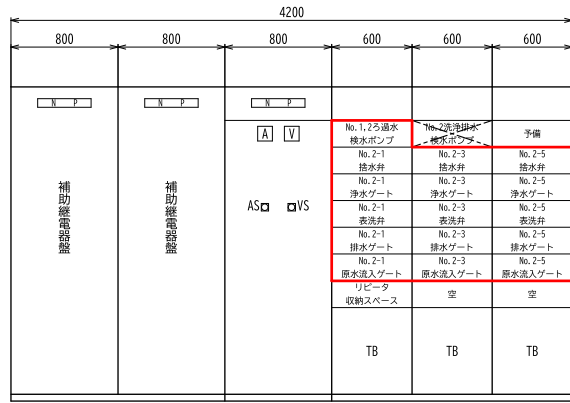 4200
800 800 800 600 600 600
N P N P N P
No.1,2ろ過水 No.2洗浄排水 予備
検水ポンプ 検水ポンプ
A V
No.2-1 No.2-3 No.2-5
捨水弁 捨水弁 捨水弁
No.2-1 No.2-3 No.2-5
浄水ゲート 浄水ゲート 浄水ゲート
補助継電器盤 補助継電器盤 AS VS
No.2-1 No.2-3 No.2-5
表洗弁 表洗弁 表洗弁
No.2-1 No.2-3 No.2-5
排水ゲート 排水ゲート 排水ゲート
No.2-1 No.2-3 No.2-5
原水流入ゲート 原水流入ゲート 原水流入ゲート
リピータ 空 空
収納スペース
TB TB TB